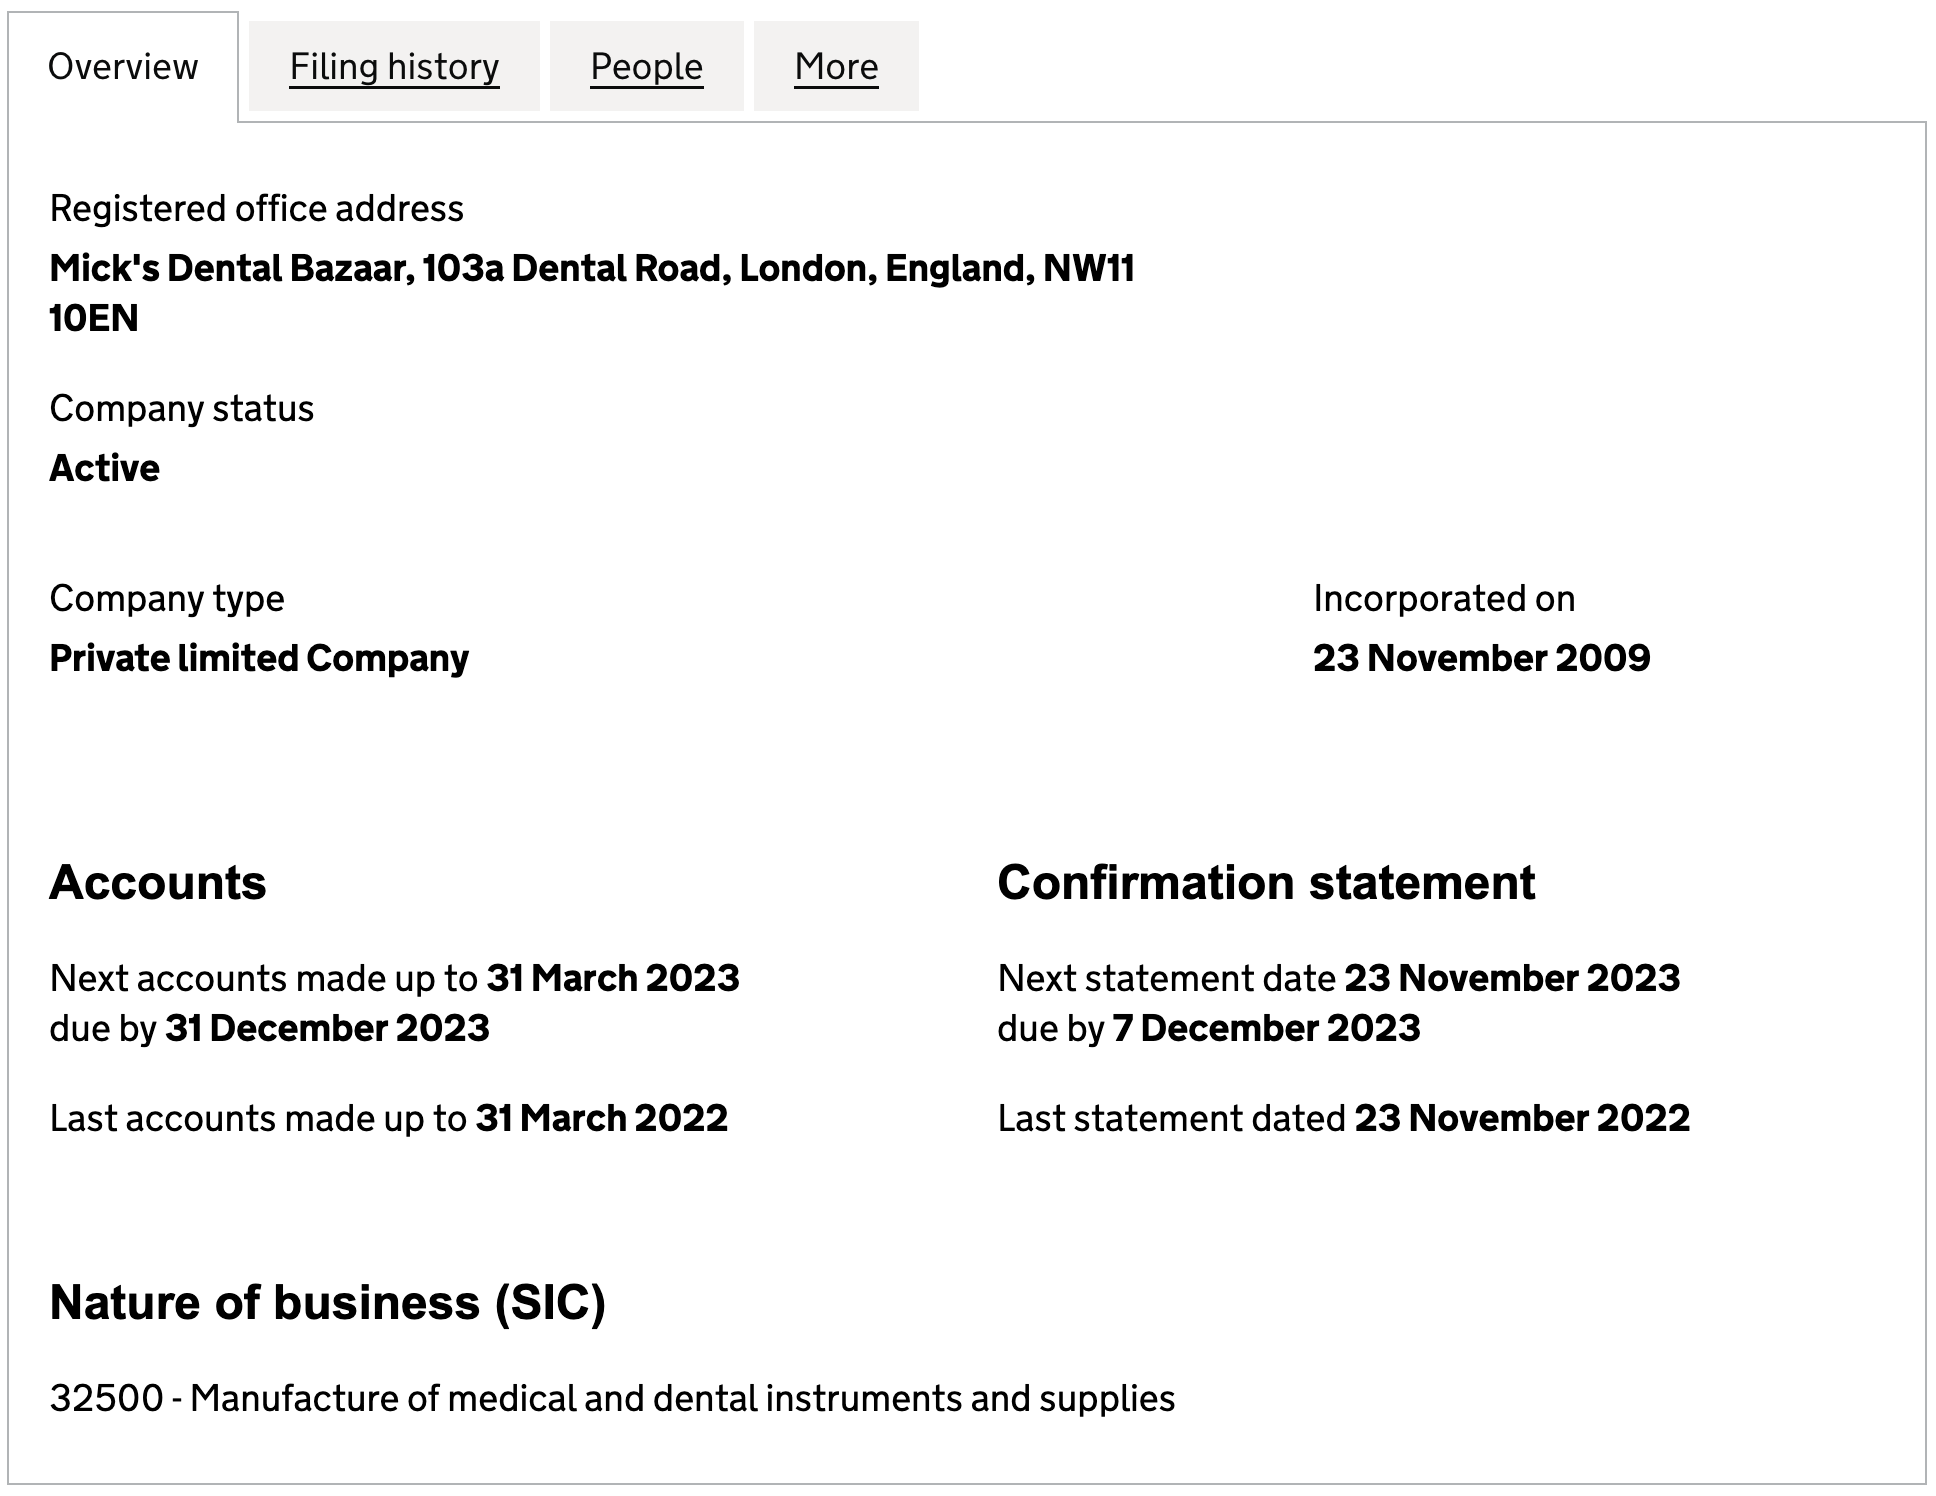 Overview
Filing history
People
More
Registered office address
Mick's Dental Bazaar, 103a Dental Road, London, England, NW11
10EN
Company status
Active
Company type
Private limited Company
Incorporated on
23 November 2009
Accounts
Next accounts made up to 31 March 2023
due by 31 December 2023
Last accounts made up to 31 March 2022
Confirmation statement
Next statement date 23 November 2023
due by 7 December 2023
Last statement dated 23 November 2022
Nature of business (SIC)
32500 - Manufacture of medical and dental instruments and supplies